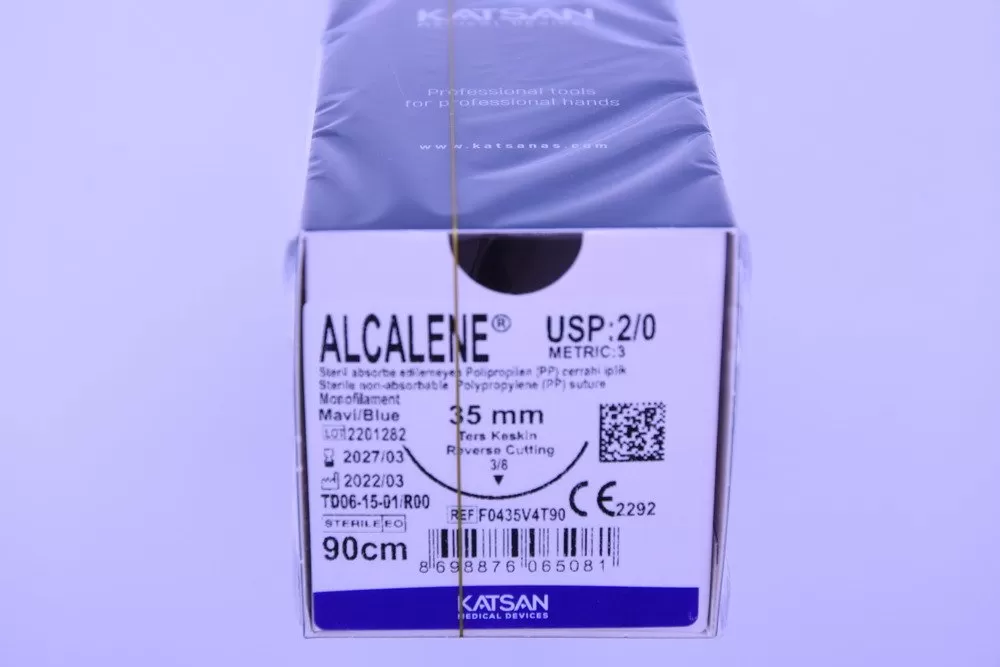 KATSAN
MEDICAL DEVICES
Professional tools
for professional hands
www.katsanas.com
ALCALENE® USP:2/0
METRIC:3
Steril absorbe edilemeyen Polipropilen (PP) cerrahi iplik
Sterile non-absorbable Polypropylene (PP) suture
Monofilament
Mavi/Blue 35 mm
LOT 2201282 Ters Keskin
Reverse Cutting
2027/03 3/8
2022/03
TD06-15-01/R00 REF F0435V4T90 CE 2292
STERILE EO
90cm
8 698876 065081
KATSAN
MEDICAL DEVICES